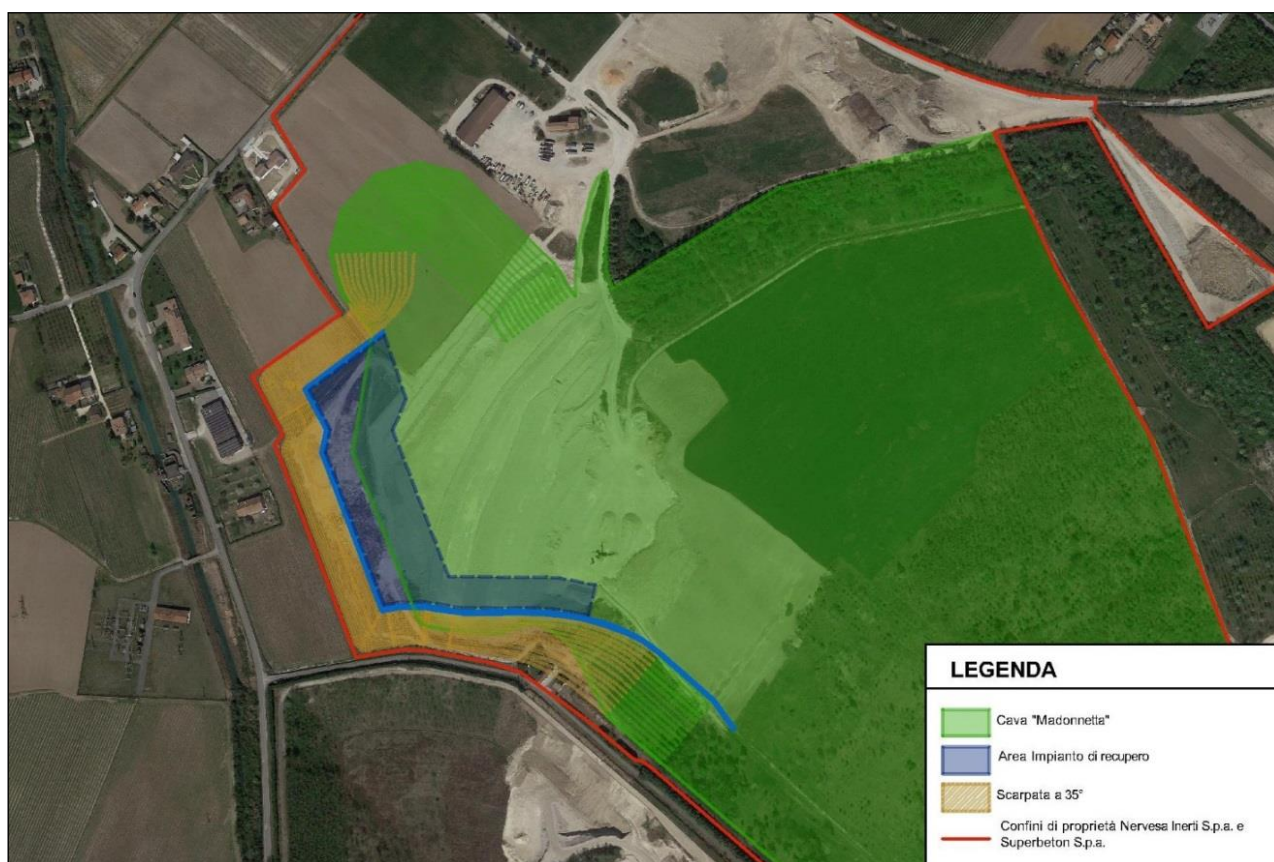 LEGENDA
Cava "Madonnetta"
Area Impianto di recupero
Scarpata a 35°
Confini di proprietà Nervesa Inerti S.p.a. e
Superbeton S.p.a.